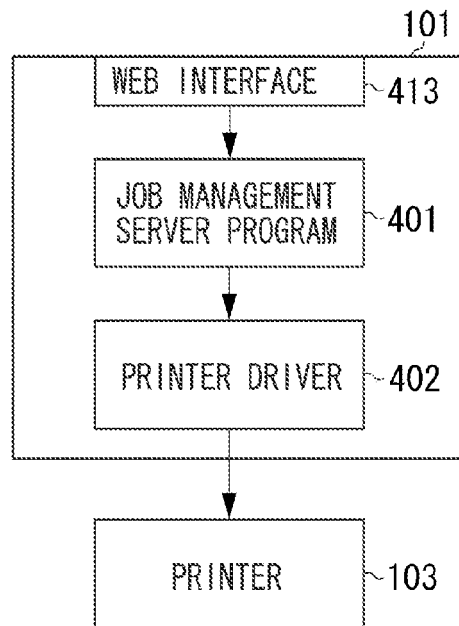 101
WEB INTERFACE
413
JOB MANAGEMENT
SERVER PROGRAM
401
PRINTER DRIVER
402
PRINTER
103